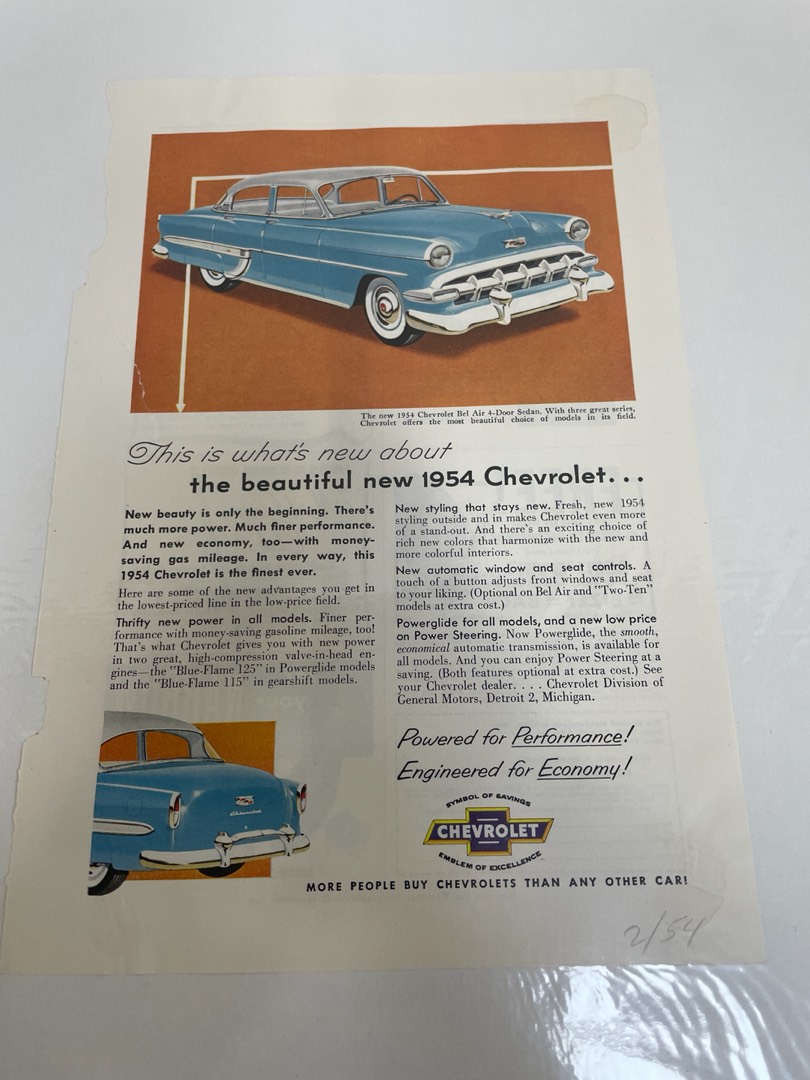 The new 1954 Chevrolet Bel Air 4-Door Sedan. With three great series,
Chevrolet offers the most beautiful choice of models in its field.
This is what's new about
the beautiful new 1954 Chevrolet...
New beauty is only the beginning. There's
much more power. Much finer performance.
And new economy, too—with money-
saving gas mileage. In every way, this
1954 Chevrolet is the finest ever.
Here are some of the new advantages you get in
the lowest-priced line in the low-price field.
Thrifty new power in all models. Finer per-
formance with money-saving gasoline mileage, too!
That's what Chevrolet gives you with new power
in two great, high-compression valve-in-head en-
gines—the "Blue-Flame 125" in Powerglide models
and the "Blue-Flame 115" in gearshift models.
New styling that stays new. Fresh, new 1954
styling outside and in makes Chevrolet even more
of a stand-out. And there's an exciting choice of
rich new colors that harmonize with the new and
more colorful interiors.
New automatic window and seat controls. A
touch of a button adjusts front windows and seat
to your liking. (Optional on Bel Air and "Two-Ten"
models at extra cost.)
Powerglide for all models, and a new low price
on Power Steering. Now Powerglide, the smooth,
economical automatic transmission, is available for
all models. And you can enjoy Power Steering at a
saving. (Both features optional at extra cost.) See
your Chevrolet dealer. . . . Chevrolet Division of
General Motors, Detroit 2, Michigan.
Chevrolet
Powered for Performance!
Engineered for Economy!
SYMBOL OF SAVINGS
CHEVROLET
EMBLEM OF EXCELLENCE
MORE PEOPLE BUY CHEVROLETS THAN ANY OTHER CAR!
2/54